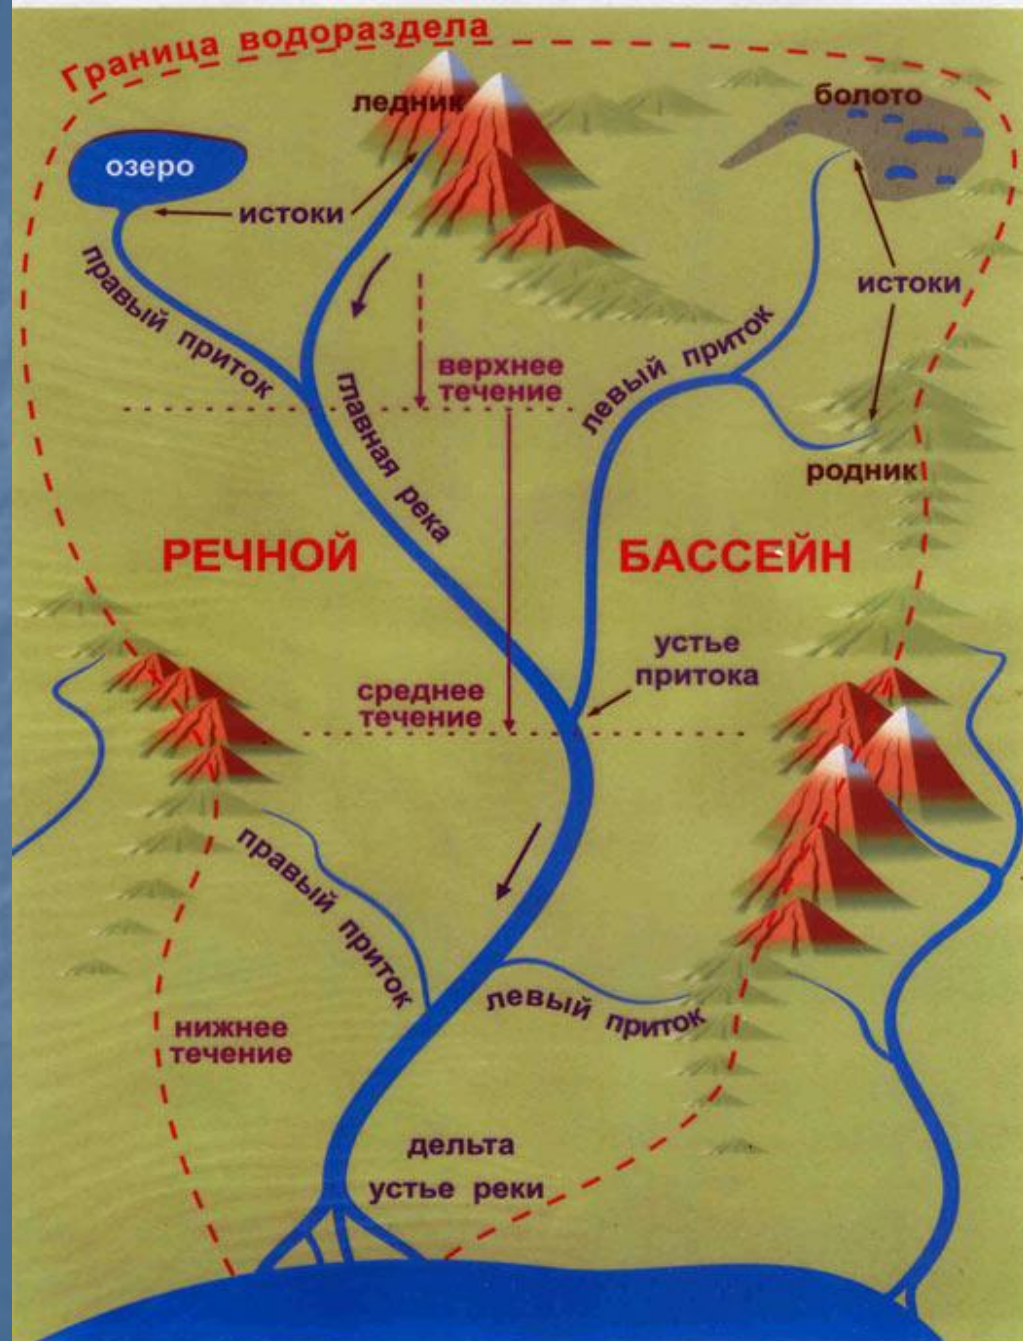 Граница водораздела
ледник
болото
озеро
истоки
истоки
правый приток
левый приток
верхнее
течение
главная река
родник
РЕЧНОЙ БАССЕЙН
устье
притока
среднее
течение
правый приток
левый приток
нижнее
течение
дельта
устье реки